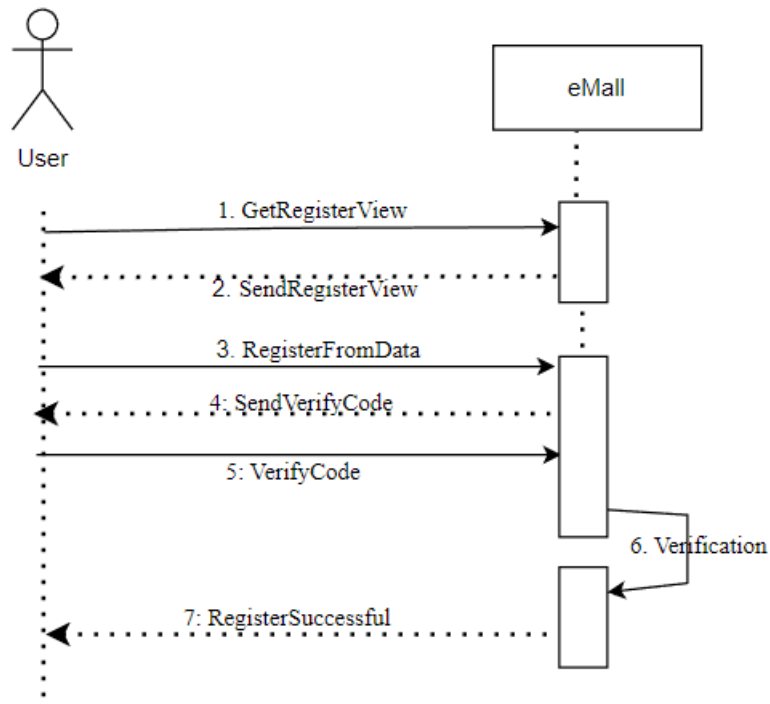 eMall
User
1. GetRegisterView
2. SendRegisterView
3. RegisterFromData
4: SendVerifyCode
5: VerifyCode
6. Verification
7: RegisterSuccessful